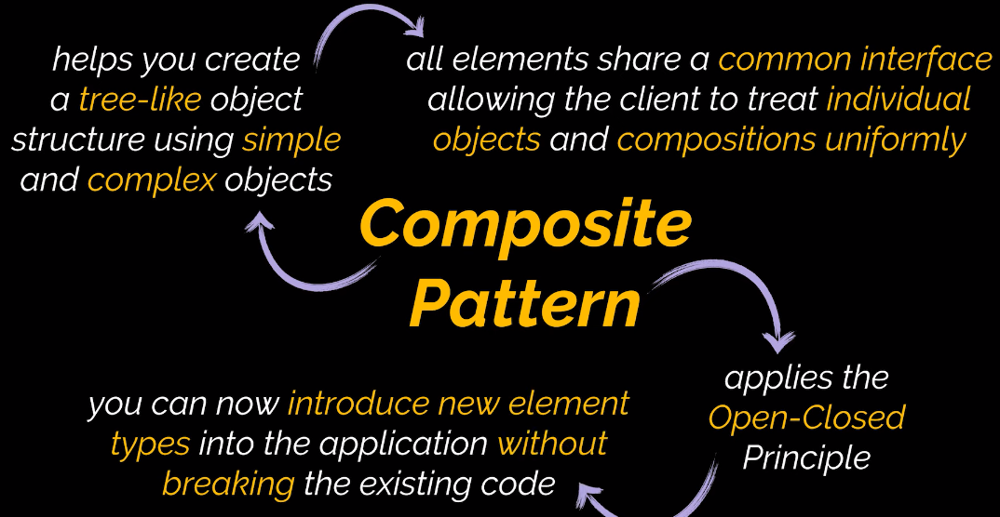 helps you create
a tree-like object
structure using simple
and complex objects
all elements share a common interface
allowing the client to treat individual
objects and compositions uniformly
Composite
Pattern
applies the
Open-Closed
Principle
you can now introduce new element
types into the application without
breaking the existing code